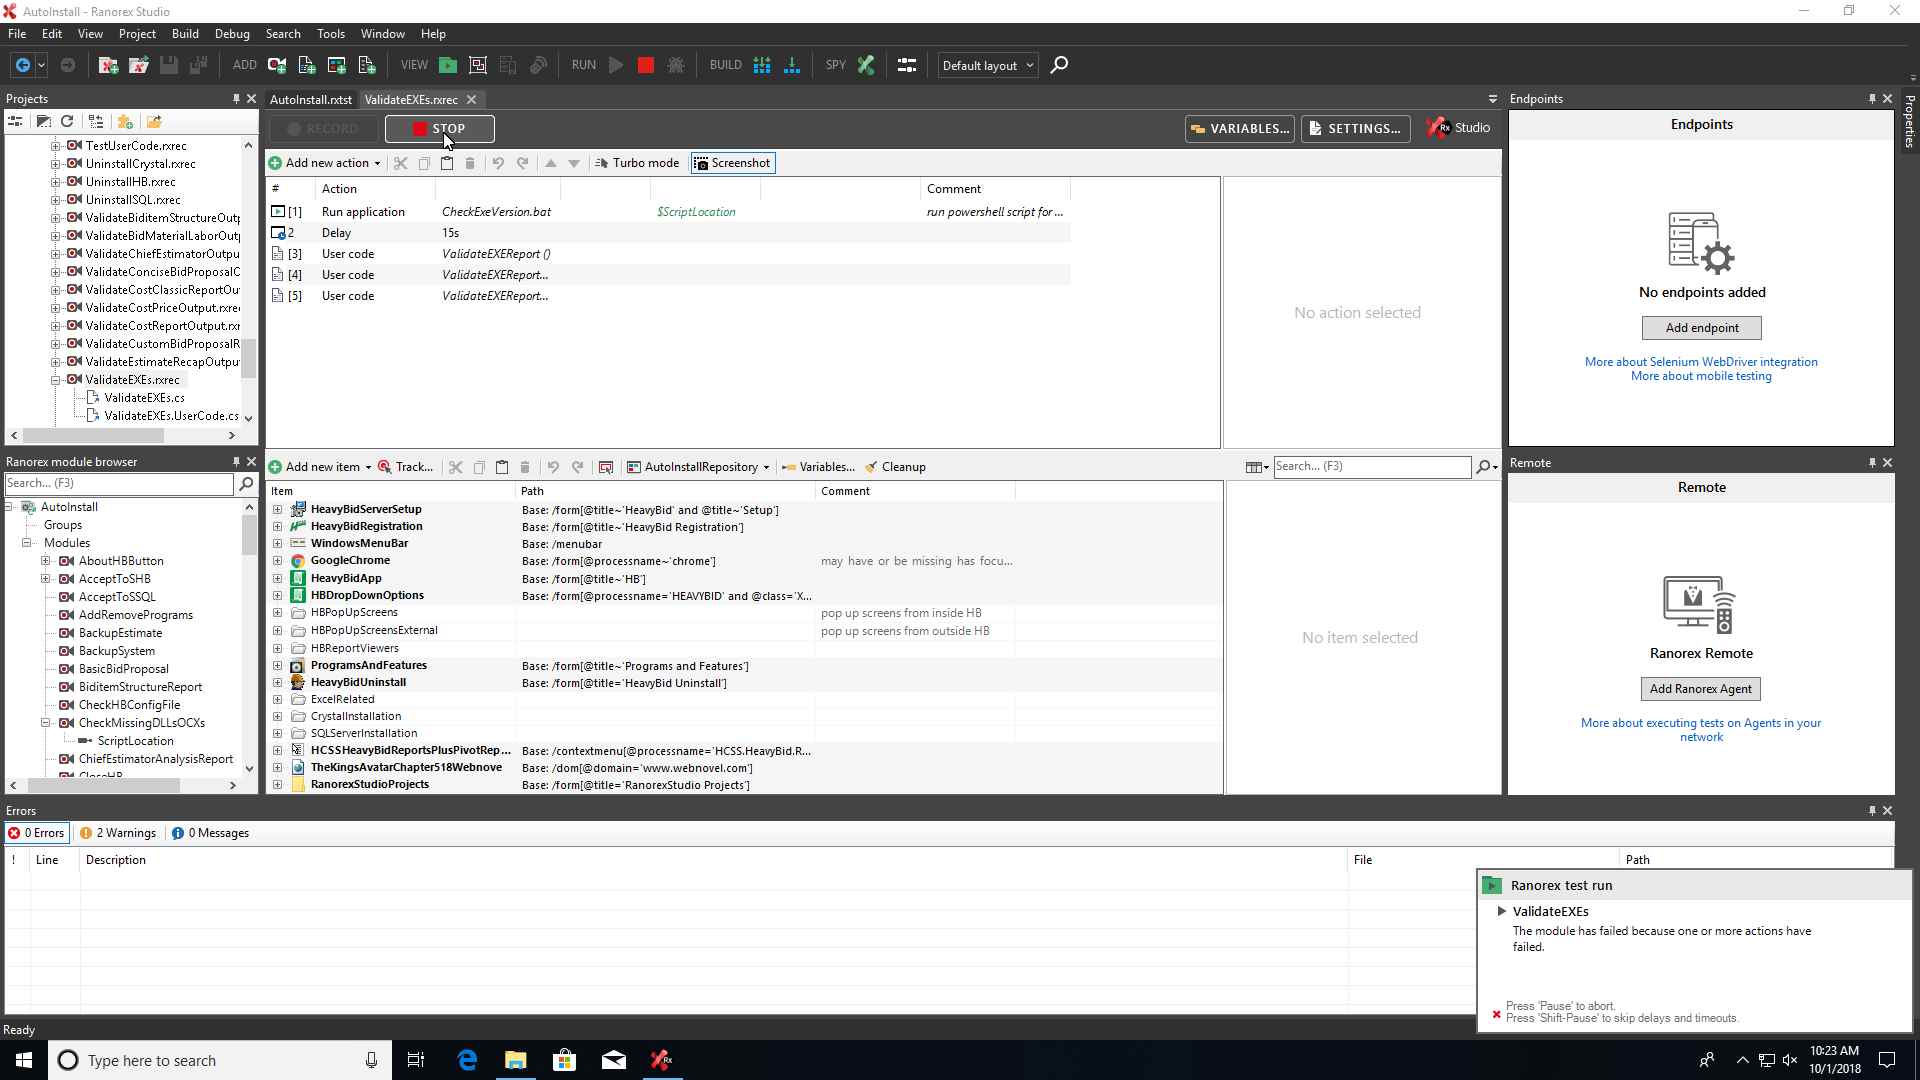 AutoInstall - Ranorex Studio
File Edit View Project Build Debug Search Tools Window Help
ADD VIEW RUN BUILD SPY Default layout
Projects
TestUserCode.rxrec
UninstallCrystal.rxrec
UninstallHB.rxrec
UninstallSQL.rxrec
ValidateBiditemStructureOutp
ValidateBidMaterialLaborOutp
ValidateChiefEstimatorOutpu
ValidateConciseBidProposalC
ValidateCostClassicReportOu
ValidateCostPriceOutput.rxre
ValidateCostReportOutput.rxr
ValidateCustomBidProposalR
ValidateEstimateRecapOutpu
ValidateEXEs.rxrec
ValidateEXEs.cs
ValidateEXEs.UserCode.cs
Ranorex module browser
Search... (F3)
AutoInstall
Groups
Modules
AboutHBButton
AcceptToSHB
AcceptToSSQL
AddRemovePrograms
BackupEstimate
BackupSystem
BasicBidProposal
BiditemStructureReport
CheckHBConfigFile
CheckMissingDLLsOCXs
ScriptLocation
ChiefEstimatorAnalysisReport
CloseHB
AutoInstall.rxtst ValidateEXEs.rxrec
RECORD STOP VARIABLES... SETTINGS... Rx Studio
Add new action Turbo mode Screenshot
# Action Comment
[1] Run application CheckExeVersion.bat $ScriptLocation run powershell script for ...
2 Delay 15s
[3] User code ValidateEXEReport ()
[4] User code ValidateEXEReport...
[5] User code ValidateEXEReport...
No action selected
Add new item Track... AutoInstallRepository Variables... Cleanup Search... (F3)
Item Path Comment
HeavyBidServerSetup Base: /form[@title~'HeavyBid' and @title~'Setup']
HeavyBidRegistration Base: /form[@title~'HeavyBid Registration']
WindowsMenuBar Base: /menubar
GoogleChrome Base: /form[@processname~'chrome'] may have or be missing has focu...
HeavyBidApp Base: /form[@title~'HB']
HBDropDownOptions Base: /form[@processname='HEAVYBID' and @class='X...
HBPopUpScreens pop up screens from inside HB
HBPopUpScreensExternal pop up screens from outside HB
HBReportViewers
ProgramsAndFeatures Base: /form[@title~'Programs and Features']
HeavyBidUninstall Base: /form[@title='HeavyBid Uninstall']
ExcelRelated
CrystalInstallation
SQLServerInstallation
HCSSHeavyBidReportsPlusPivotRep... Base: /contextmenu[@processname='HCSS.HeavyBid.R...
TheKingsAvatarChapter518Webnove Base: /dom[@domain='www.webnovel.com']
RanorexStudioProjects Base: /form[@title='RanorexStudio Projects']
No item selected
Endpoints
Endpoints
No endpoints added
Add endpoint
More about Selenium WebDriver integration
More about mobile testing
Remote
Remote
Ranorex Remote
Add Ranorex Agent
More about executing tests on Agents in your
network
Properties
Errors
0 Errors 2 Warnings 0 Messages
! Line Description File Path
Ranorex test run
ValidateEXEs
The module has failed because one or more actions have
failed.
Press 'Pause' to abort.
Press 'Shift-Pause' to skip delays and timeouts.
Ready
Type here to search
Rx
10:23 AM
10/1/2018